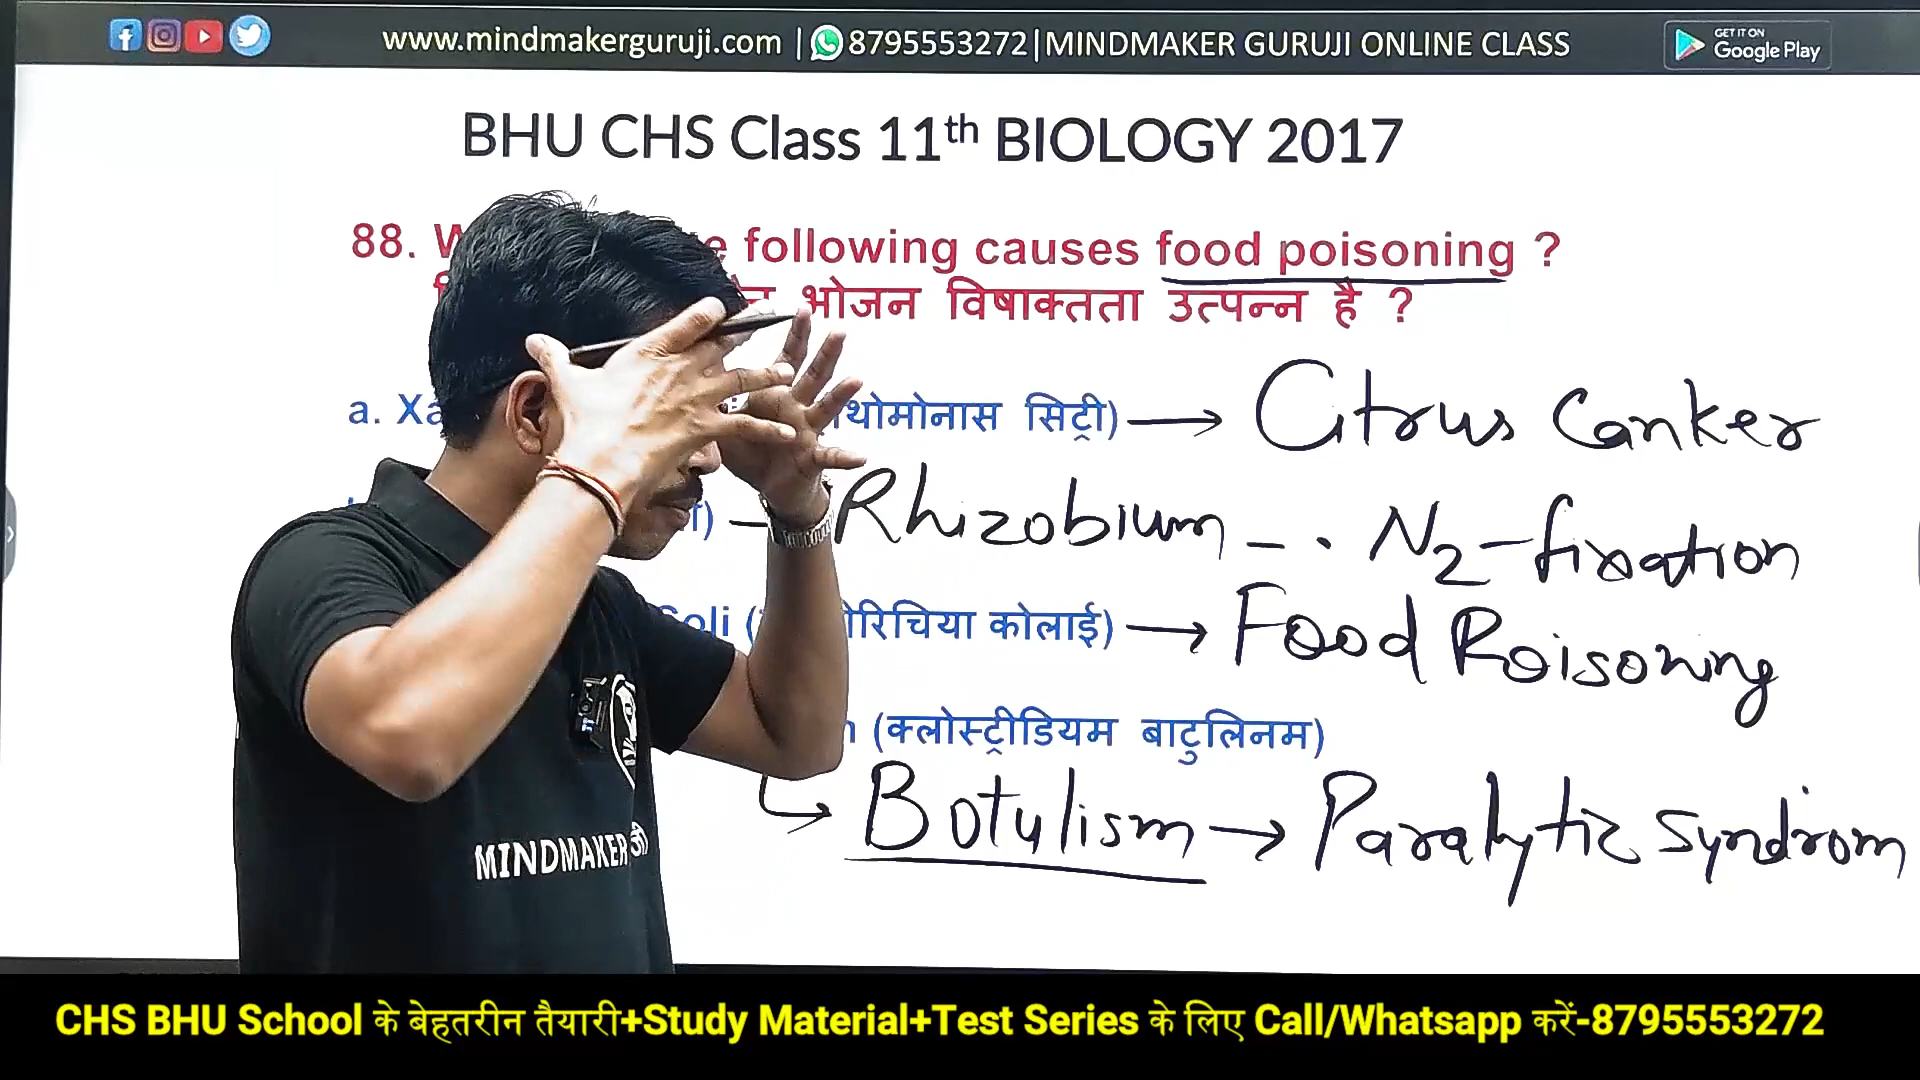 www.mindmakerguruji.com | 8795553272|MINDMAKER GURUJI ONLINE CLASS
GET IT ON
Google Play
BHU CHS Class 11th BIOLOGY 2017
88. following causes food poisoning ?
भोजन विषाक्तता उत्पन्न है ?
a. सिट्री) → Citrus Canker
Rhizobium - . N2-fixation
कोलाई) → Food Poisoning
(क्लोस्ट्रीडियम बाटुलिनम)
Botulism → Paralytic Syndrom
MINDMAKER जी
CHS BHU School के बेहतरीन तैयारी+Study Material+Test Series के लिए Call/Whatsapp करें-8795553272